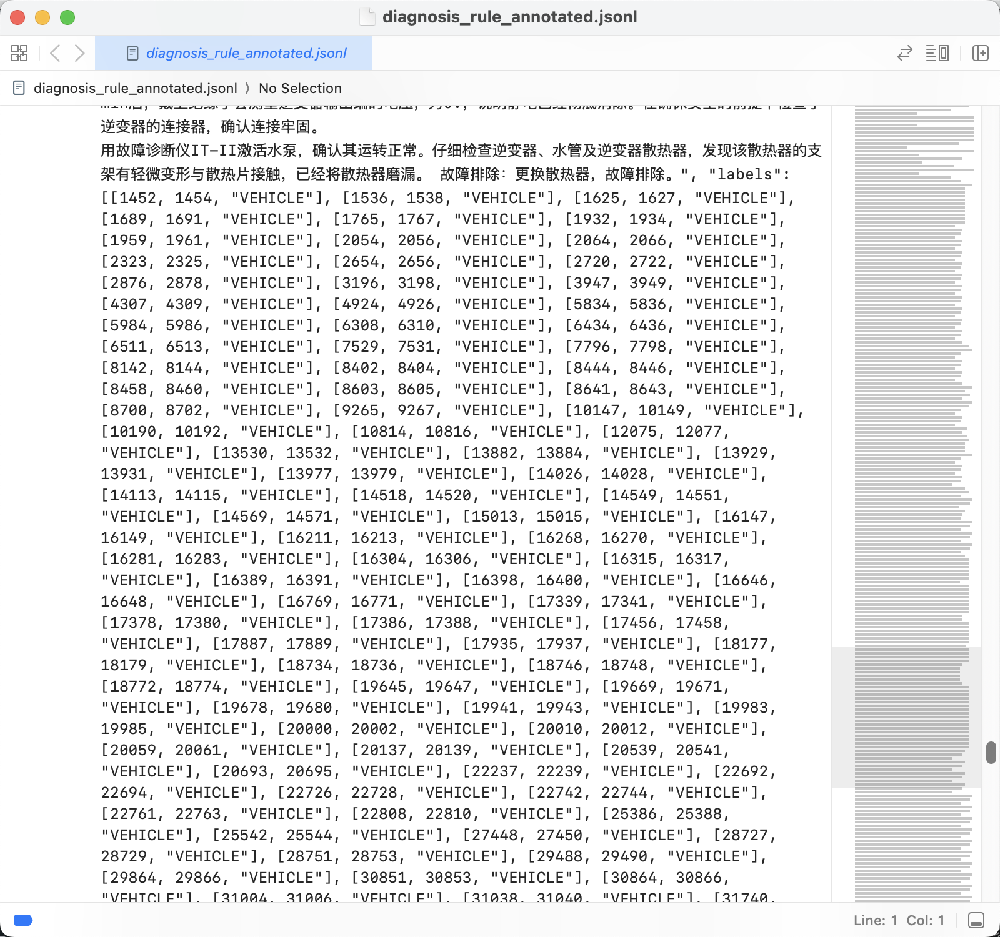 diagnosis_rule_annotated.jsonl
diagnosis_rule_annotated.jsonl
diagnosis_rule_annotated.jsonl ⟩ No Selection
逆变器的连接器，确认连接牢固。
用故障诊断仪IT-II激活水泵，确认其运转正常。仔细检查逆变器、水管及逆变器散热器，发现该散热器的支
架有轻微变形与散热片接触，已经将散热器磨漏。 故障排除：更换散热器，故障排除。", "labels":
[[1452, 1454, "VEHICLE"], [1536, 1538, "VEHICLE"], [1625, 1627, "VEHICLE"],
[1689, 1691, "VEHICLE"], [1765, 1767, "VEHICLE"], [1932, 1934, "VEHICLE"],
[1959, 1961, "VEHICLE"], [2054, 2056, "VEHICLE"], [2064, 2066, "VEHICLE"],
[2323, 2325, "VEHICLE"], [2654, 2656, "VEHICLE"], [2720, 2722, "VEHICLE"],
[2876, 2878, "VEHICLE"], [3196, 3198, "VEHICLE"], [3947, 3949, "VEHICLE"],
[4307, 4309, "VEHICLE"], [4924, 4926, "VEHICLE"], [5834, 5836, "VEHICLE"],
[5984, 5986, "VEHICLE"], [6308, 6310, "VEHICLE"], [6434, 6436, "VEHICLE"],
[6511, 6513, "VEHICLE"], [7529, 7531, "VEHICLE"], [7796, 7798, "VEHICLE"],
[8142, 8144, "VEHICLE"], [8402, 8404, "VEHICLE"], [8444, 8446, "VEHICLE"],
[8458, 8460, "VEHICLE"], [8603, 8605, "VEHICLE"], [8641, 8643, "VEHICLE"],
[8700, 8702, "VEHICLE"], [9265, 9267, "VEHICLE"], [10147, 10149, "VEHICLE"],
[10190, 10192, "VEHICLE"], [10814, 10816, "VEHICLE"], [12075, 12077,
"VEHICLE"], [13530, 13532, "VEHICLE"], [13882, 13884, "VEHICLE"], [13929,
13931, "VEHICLE"], [13977, 13979, "VEHICLE"], [14026, 14028, "VEHICLE"],
[14113, 14115, "VEHICLE"], [14518, 14520, "VEHICLE"], [14549, 14551,
"VEHICLE"], [14569, 14571, "VEHICLE"], [15013, 15015, "VEHICLE"], [16147,
16149, "VEHICLE"], [16211, 16213, "VEHICLE"], [16268, 16270, "VEHICLE"],
[16281, 16283, "VEHICLE"], [16304, 16306, "VEHICLE"], [16315, 16317,
"VEHICLE"], [16389, 16391, "VEHICLE"], [16398, 16400, "VEHICLE"], [16646,
16648, "VEHICLE"], [16769, 16771, "VEHICLE"], [17339, 17341, "VEHICLE"],
[17378, 17380, "VEHICLE"], [17386, 17388, "VEHICLE"], [17456, 17458,
"VEHICLE"], [17887, 17889, "VEHICLE"], [17935, 17937, "VEHICLE"], [18177,
18179, "VEHICLE"], [18734, 18736, "VEHICLE"], [18746, 18748, "VEHICLE"],
[18772, 18774, "VEHICLE"], [19645, 19647, "VEHICLE"], [19669, 19671,
"VEHICLE"], [19678, 19680, "VEHICLE"], [19941, 19943, "VEHICLE"], [19983,
19985, "VEHICLE"], [20000, 20002, "VEHICLE"], [20010, 20012, "VEHICLE"],
[20059, 20061, "VEHICLE"], [20137, 20139, "VEHICLE"], [20539, 20541,
"VEHICLE"], [20693, 20695, "VEHICLE"], [22237, 22239, "VEHICLE"], [22692,
22694, "VEHICLE"], [22726, 22728, "VEHICLE"], [22742, 22744, "VEHICLE"],
[22761, 22763, "VEHICLE"], [22808, 22810, "VEHICLE"], [25386, 25388,
"VEHICLE"], [25542, 25544, "VEHICLE"], [27448, 27450, "VEHICLE"], [28727,
28729, "VEHICLE"], [28751, 28753, "VEHICLE"], [29488, 29490, "VEHICLE"],
[29864, 29866, "VEHICLE"], [30851, 30853, "VEHICLE"], [30864, 30866,
"VEHICLE"], [31004, 31006, "VEHICLE"], [31038, 31040, "VEHICLE"], [31740,
Line: 1 Col: 1